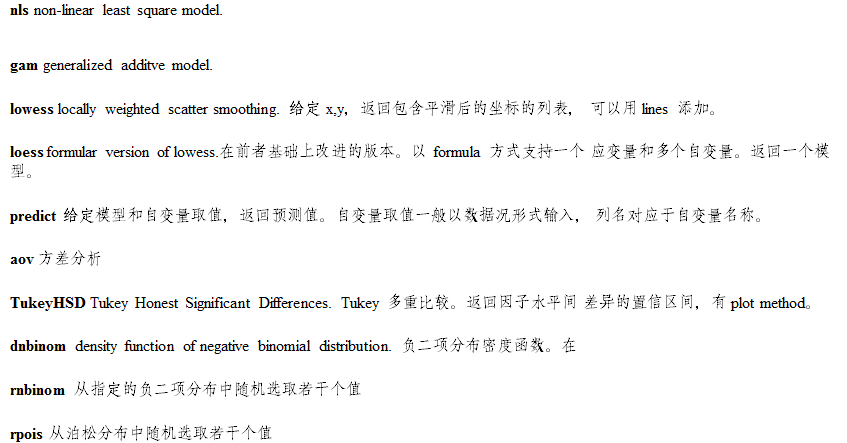 nls non-linear least square model.
gam generalized additve model.
lowess locally weighted scatter smoothing. 给定 x,y, 返回包含平滑后的坐标的列表， 可以用 lines 添加。
loess formular version of lowess.在前者基础上改进的版本。以 formula 方式支持一个 应变量和多个自变量。返回一个模
型。
predict 给定模型和自变量取值, 返回预测值。自变量取值一般以数据况形式输入， 列名对应于自变量名称。
aov 方差分析
TukeyHSD Tukey Honest Significant Differences. Tukey 多重比较。返回因子水平间 差异的置信区间, 有 plot method。
dnbinom density function of negative binomial distribution. 负二项分布密度函数。在
rnbinom 从指定的负二项分布中随机选取若干个值
rpois 从泊松分布中随机选取若干个值